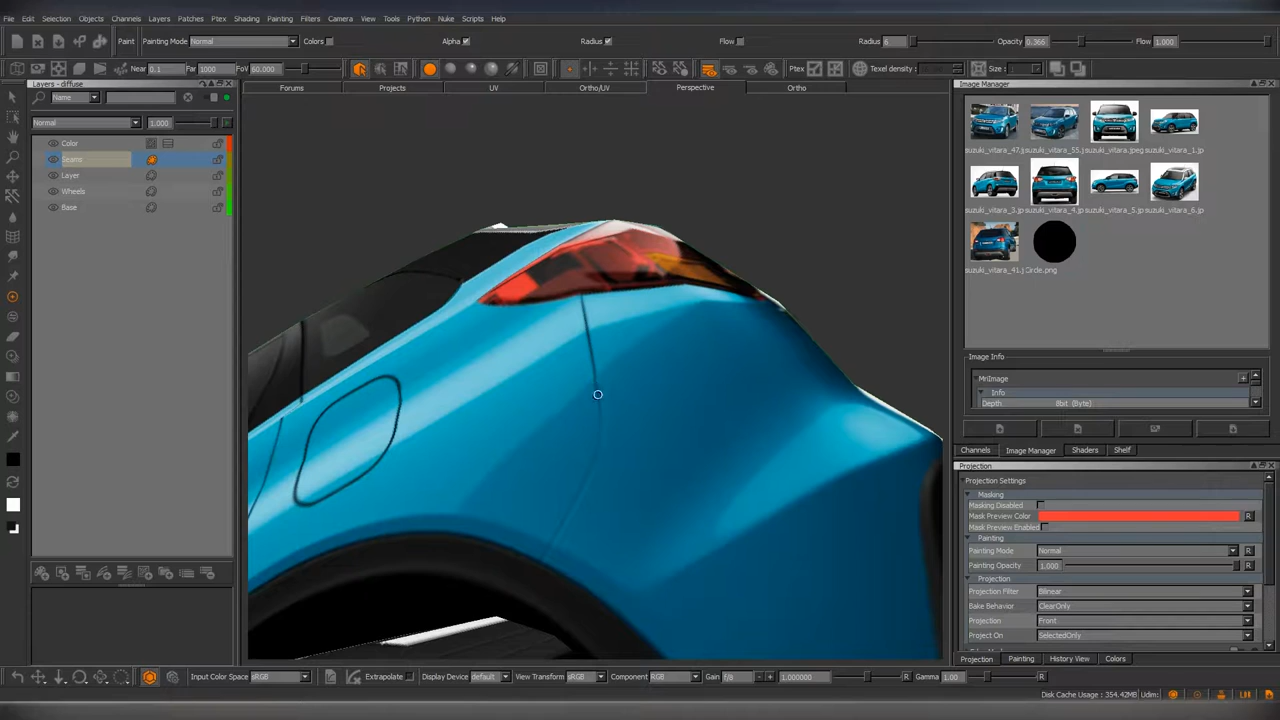 File Edit Selection Objects Channels Layers Patches Ptex Shading Painting Filters Camera View Tools Python Nuke Scripts Help
Paint Painting Mode Normal Colors Alpha Radius Flow Radius 6 Opacity 0.366 Flow 1.000
Near 0.1 Far 1000 FoV 60.000 Ptex Texel density Size
Layers - diffuse
Name
Normal 1.000
Color
Seams
Layer
Wheels
Base
Forums Projects UV Ortho/UV Perspective Ortho
Image Manager
suzuki_vitara_47.j suzuki_vitara_55.j suzuki_vitara.jpeg suzuki_vitara_1.jp
suzuki_vitara_3.jp suzuki_vitara_4.jp suzuki_vitara_5.jp suzuki_vitara_6.jp
suzuki_vitara_41.j Circle.png
Image Info
MriImage
Info
Depth 8bit (Byte)
Channels Image Manager Shaders Shelf
Projection
Projection Settings
Masking
Masking Disabled
Mask Preview Color R
Mask Preview Enabled
Painting
Painting Mode Normal R
Painting Opacity 1.000 R
Projection
Projection Filter Bilinear
Bake Behavior ClearOnly
Projection Front
Project On SelectedOnly
Projection Painting History View Colors
Input Color Space sRGB Extrapolate Display Device default View Transform sRGB Component RGB Gain f/8 - + 1.000000 R Gamma 1.00 R
Disk Cache Usage : 354.42MB Udim: